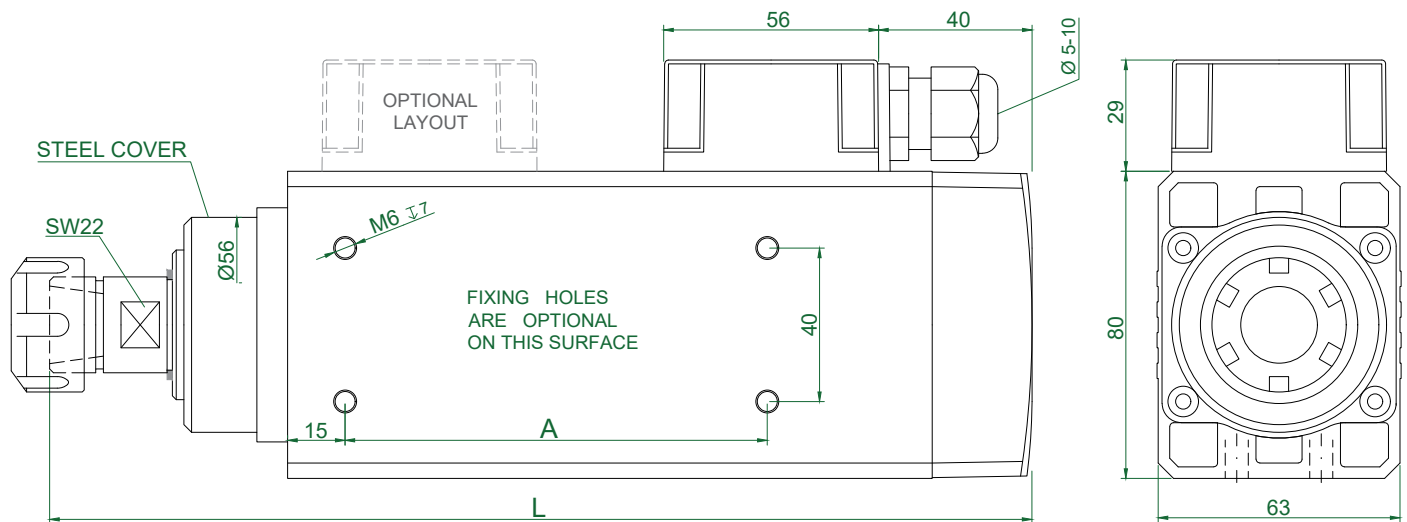 56
40
Ø 5-10
OPTIONAL
LAYOUT
29
STEEL COVER
SW22
Ø56
M6 ↧7
FIXING HOLES
ARE OPTIONAL
ON THIS SURFACE
40
80
15
A
L
63